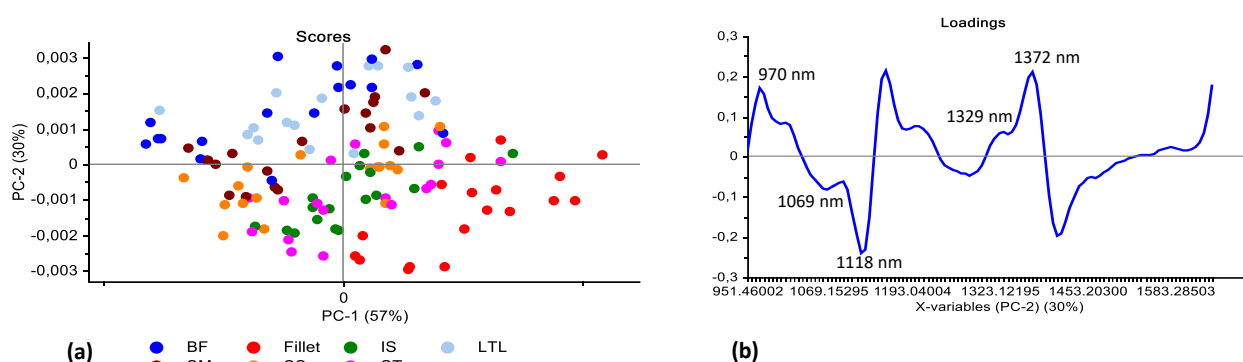 Scores
0,003
0,002
0,001
0
-0,001
-0,002
-0,003
PC-2 (30%)
0
PC-1 (57%)
(a)
BF
Fillet
IS
LTL
Loadings
0,3
0,2
0,1
0
-0,1
-0,2
-0,3
970 nm
1372 nm
1329 nm
1069 nm
1118 nm
951.46002 1069.15295 1193.04004 1323.12195 1453.20300 1583.28503
X-variables (PC-2) (30%)
(b)